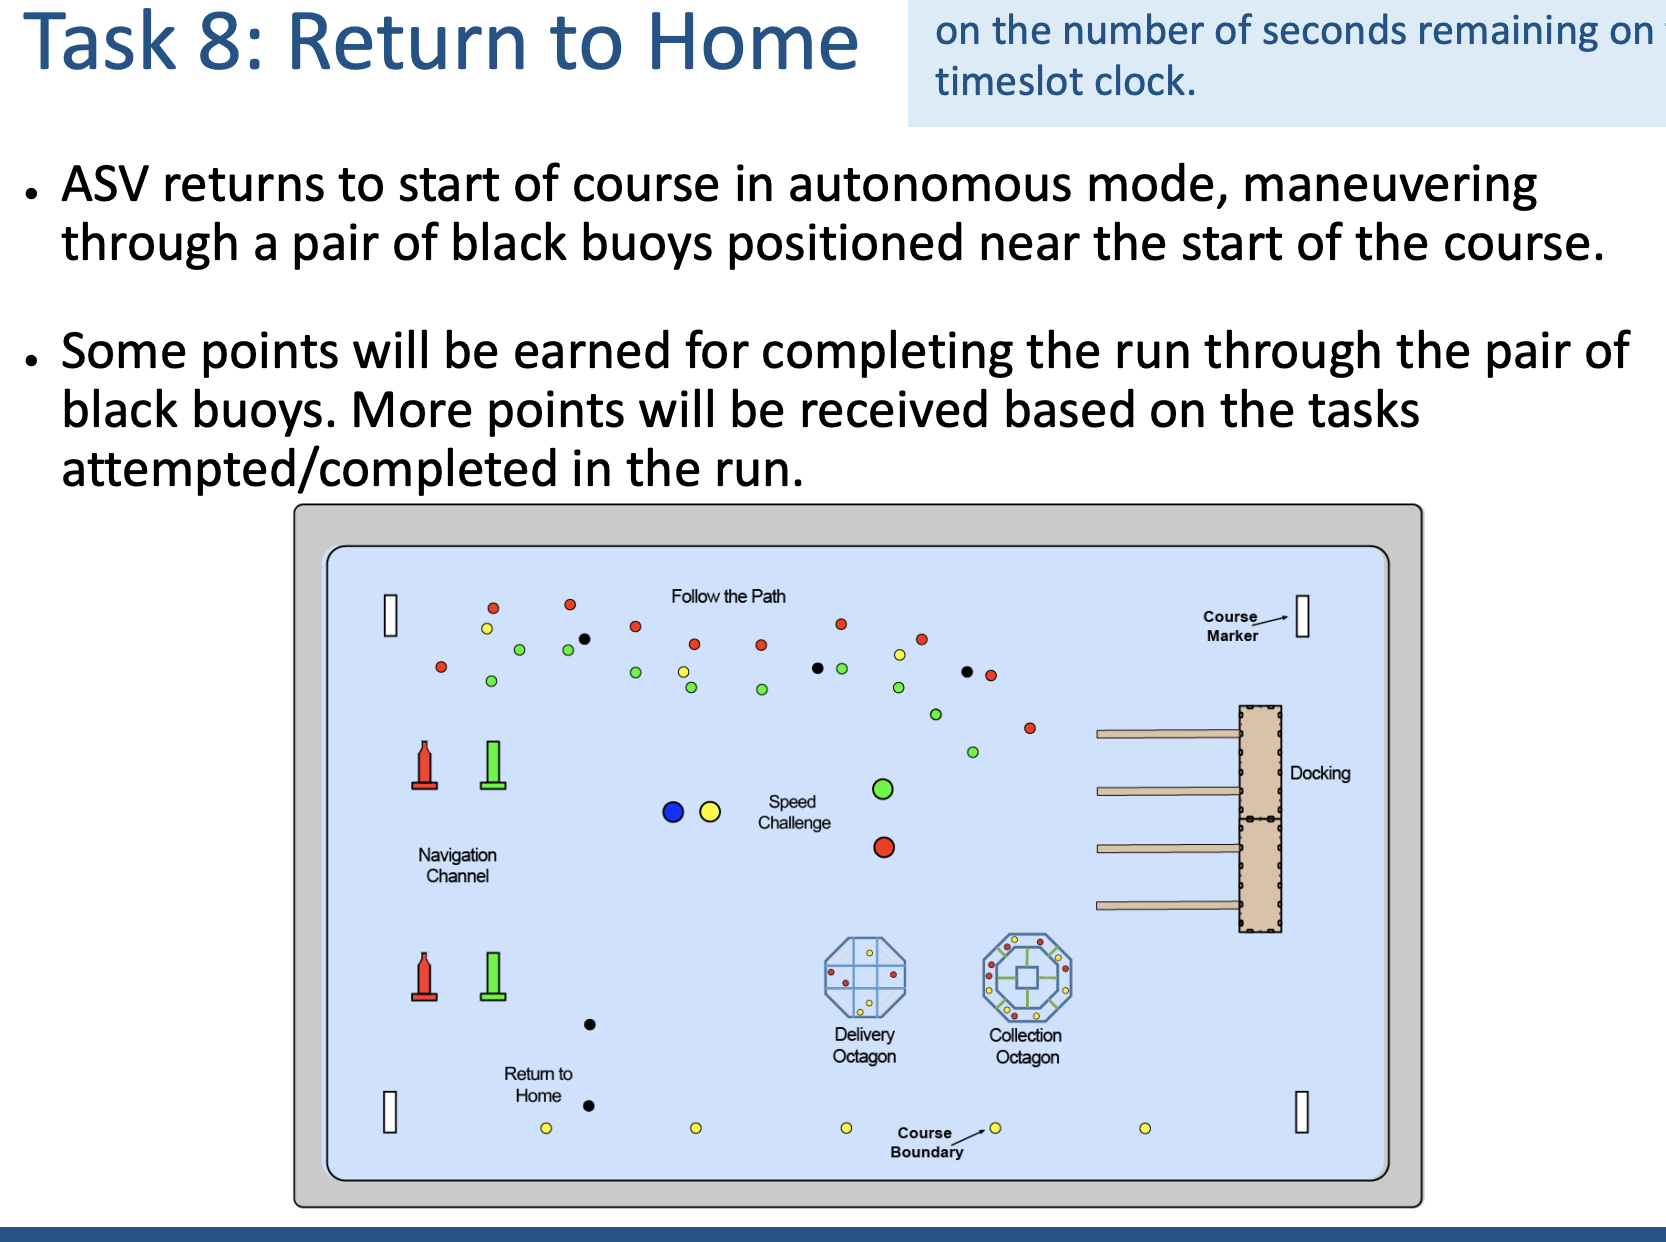 Task 8: Return to Home
on the number of seconds remaining on
timeslot clock.
• ASV returns to start of course in autonomous mode, maneuvering
through a pair of black buoys positioned near the start of the course.
• Some points will be earned for completing the run through the pair of
black buoys. More points will be received based on the tasks
attempted/completed in the run.
Follow the Path
Course
Marker
Docking
Speed
Challenge
Navigation
Channel
Delivery
Octagon
Collection
Octagon
Return to
Home
Course
Boundary